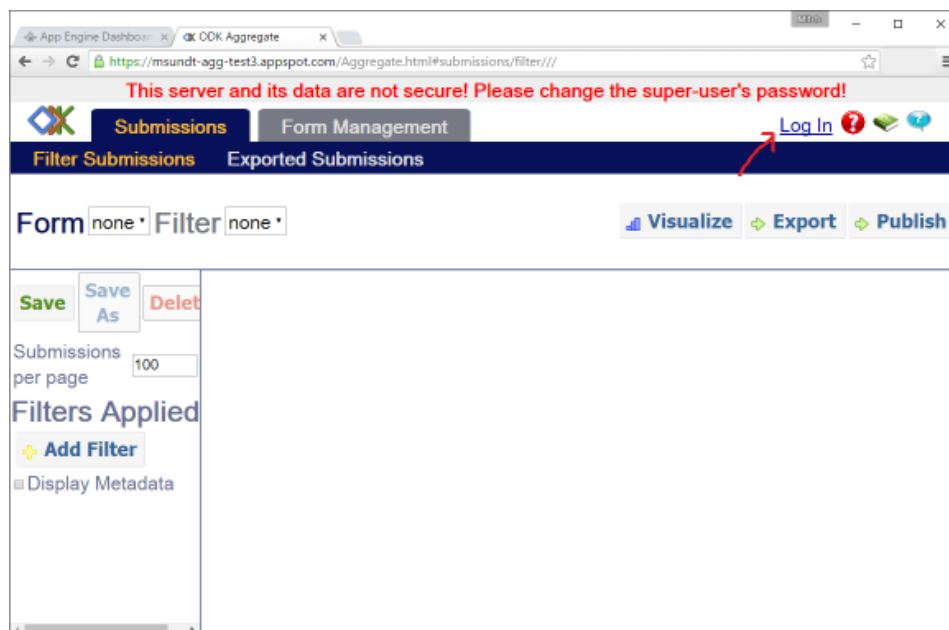 App Engine Dashboar ODK Aggregate
https://msundt-agg-test3.appspot.com/Aggregate.html#submissions/filter///
This server and its data are not secure! Please change the super-user's password!
Submissions Form Management Log In
Filter Submissions Exported Submissions
Form none Filter none Visualize Export Publish
Save Save As Delet
Submissions per page 100
Filters Applied
Add Filter
Display Metadata